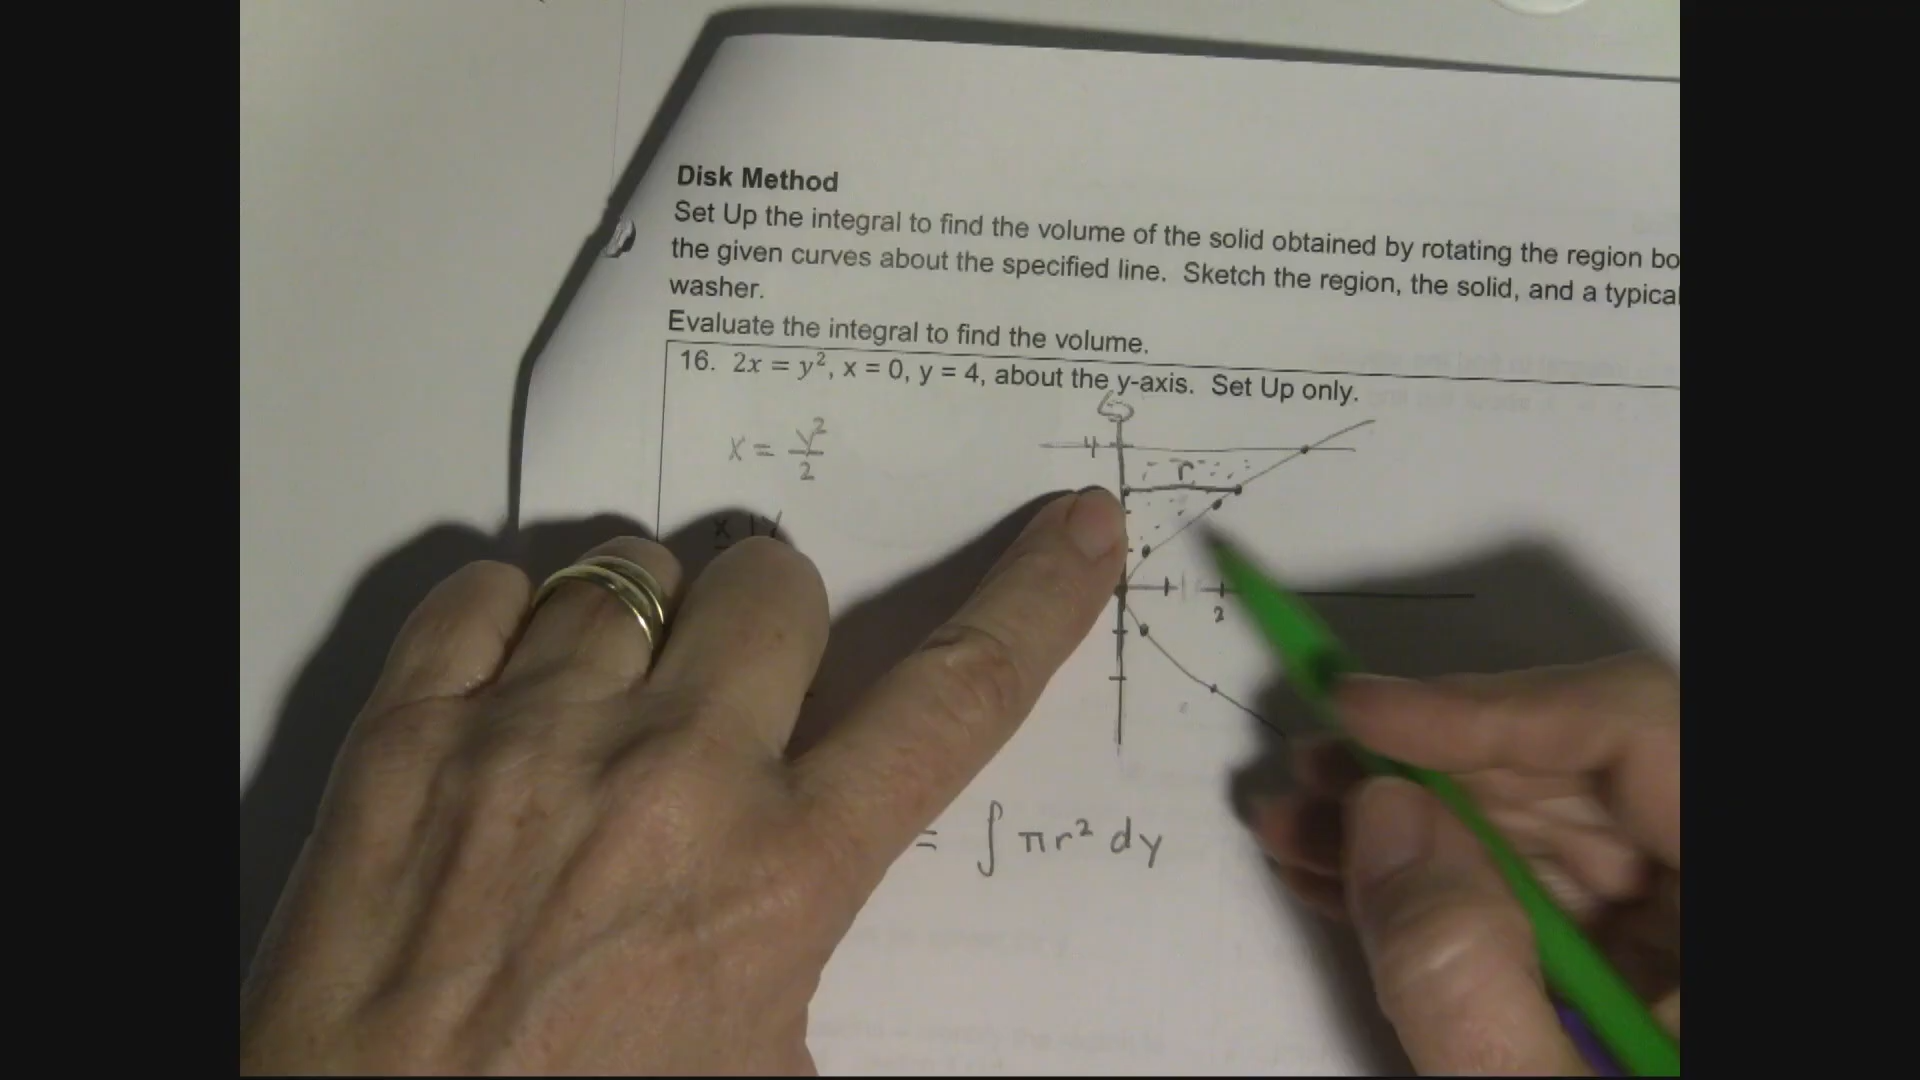 Disk Method
Set Up the integral to find the volume of the solid obtained by rotating the region bo
the given curves about the specified line. Sketch the region, the solid, and a typical
washer.
Evaluate the integral to find the volume.
16. 2x = y², x = 0, y = 4, about the y-axis. Set Up only.
x = y²/2
4
r
x | y
2
= ∫ πr² dy